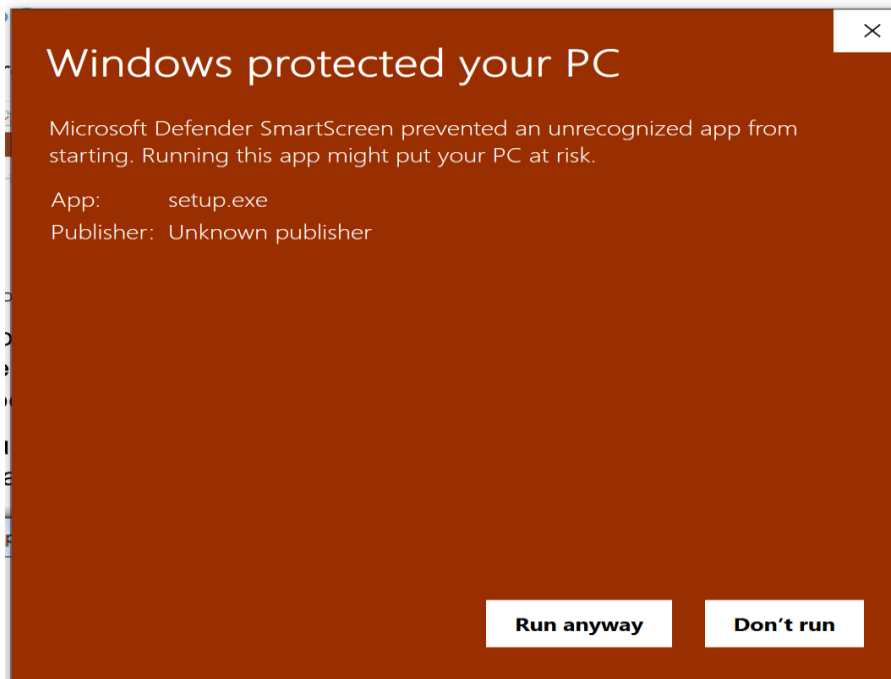 Windows protected your PC
Microsoft Defender SmartScreen prevented an unrecognized app from
starting. Running this app might put your PC at risk.
App: setup.exe
Publisher: Unknown publisher
Run anyway
Don't run